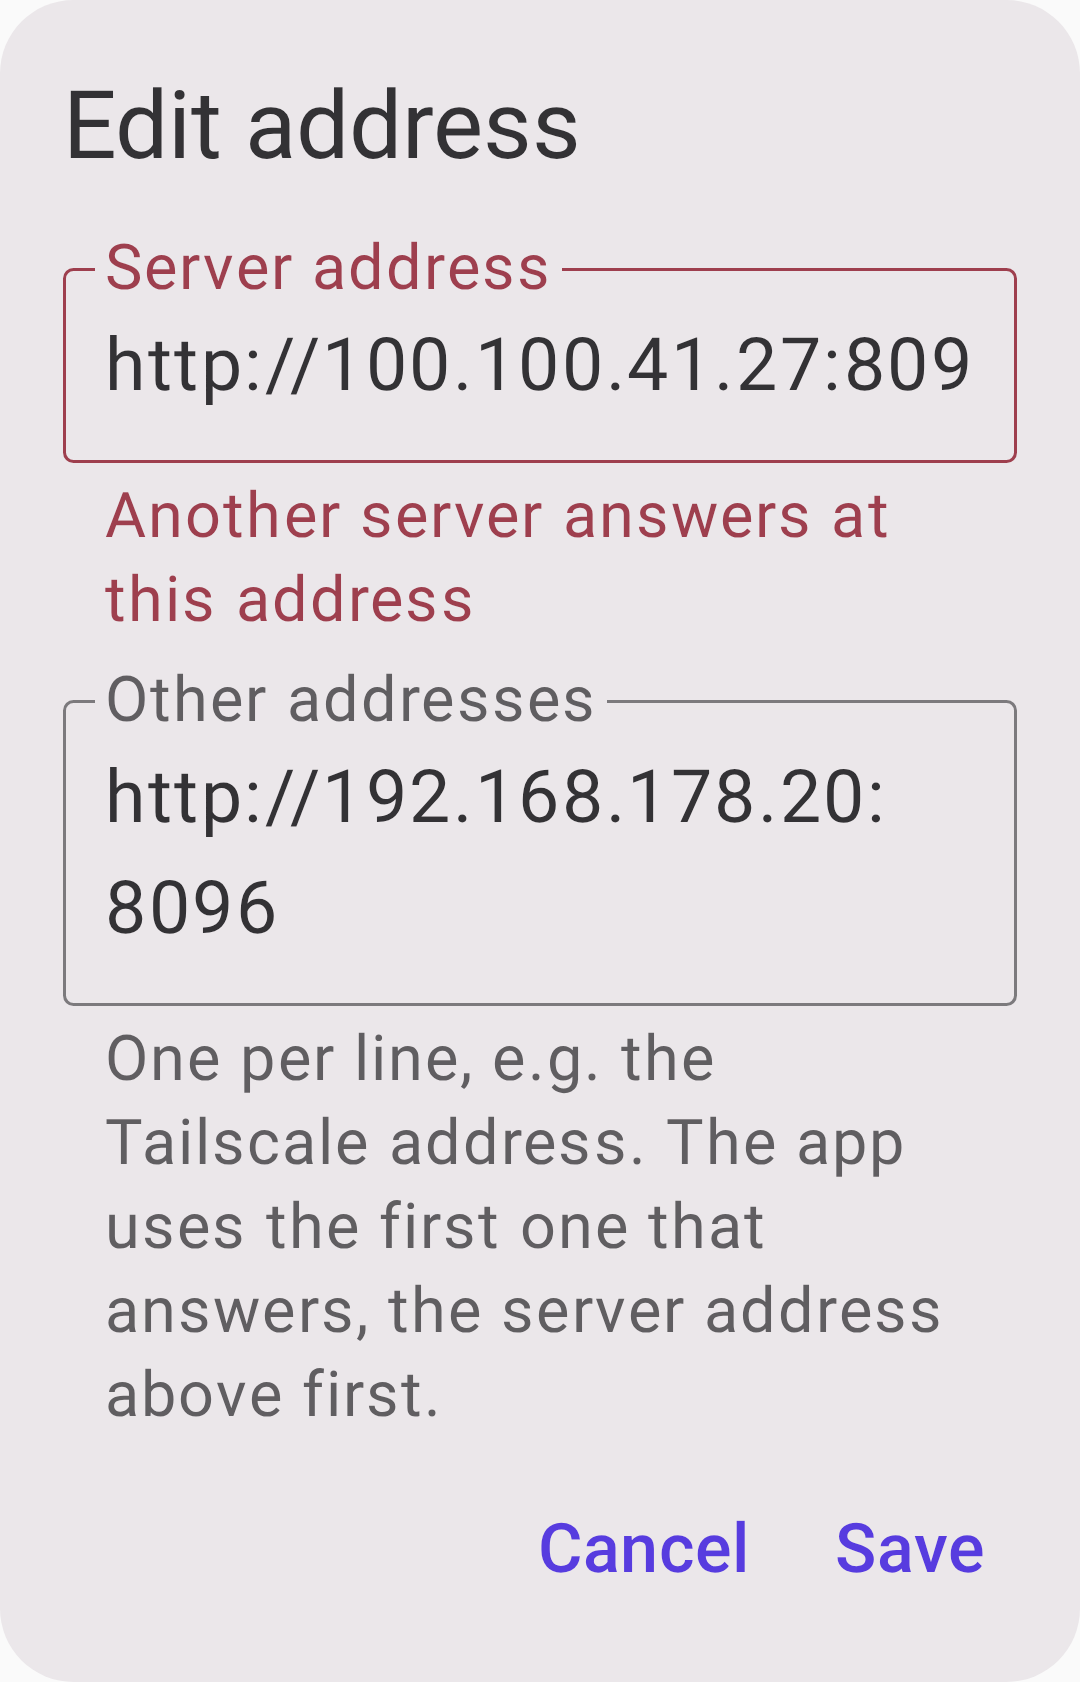 Edit address
Server address
http://100.100.41.27:809
Another server answers at
this address
Other addresses
http://192.168.178.20:
8096
One per line, e.g. the
Tailscale address. The app
uses the first one that
answers, the server address
above first.
Cancel Save